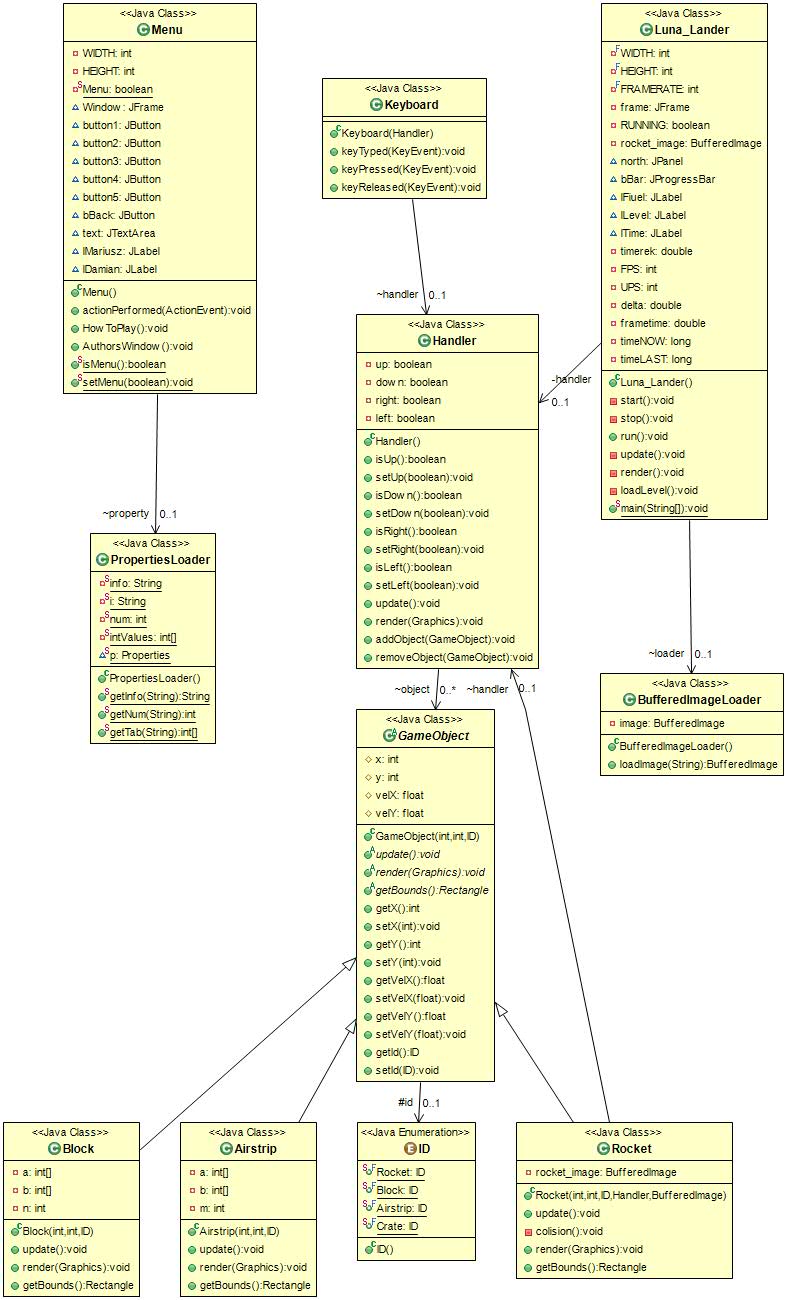 <<Java Class>>
Menu
WIDTH: int
HEIGHT: int
Menu: boolean
Window: JFrame
button1: JButton
button2: JButton
button3: JButton
button4: JButton
button5: JButton
bBack: JButton
text: JTextArea
lMariusz: JLabel
lDamian: JLabel
Menu()
actionPerformed(ActionEvent):void
HowToPlay():void
AuthorsWindow():void
isMenu():boolean
setMenu(boolean):void
~property 0..1
<<Java Class>>
PropertiesLoader
info: String
i: String
num: int
intValues: int[]
p: Properties
PropertiesLoader()
getInfo(String):String
getNum(String):int
getTab(String):int[]
<<Java Class>>
Keyboard
Keyboard(Handler)
keyTyped(KeyEvent):void
keyPressed(KeyEvent):void
keyReleased(KeyEvent):void
~handler 0..1
<<Java Class>>
Handler
up: boolean
down: boolean
right: boolean
left: boolean
Handler()
isUp():boolean
setUp(boolean):void
isDown():boolean
setDown(boolean):void
isRight():boolean
setRight(boolean):void
isLeft():boolean
setLeft(boolean):void
update():void
render(Graphics):void
addObject(GameObject):void
removeObject(GameObject):void
<<Java Class>>
Luna_Lander
WIDTH: int
HEIGHT: int
FRAMERATE: int
frame: JFrame
RUNNING: boolean
rocket_image: BufferedImage
north: JPanel
bBar: JProgressBar
lFiuel: JLabel
lLevel: JLabel
lTime: JLabel
timerek: double
FPS: int
UPS: int
delta: double
frametime: double
timeNOW: long
timeLAST: long
Luna_Lander()
start():void
stop():void
run():void
update():void
render():void
loadLevel():void
main(String[]):void
-handler
0..1
~loader 0..1
<<Java Class>>
BufferedImageLoader
image: BufferedImage
BufferedImageLoader()
loadImage(String):BufferedImage
~object 0..* ~handler 0..1
<<Java Class>>
GameObject
x: int
y: int
velX: float
velY: float
GameObject(int,int,ID)
update():void
render(Graphics):void
getBounds():Rectangle
getX():int
setX(int):void
getY():int
setY(int):void
getVelX():float
setVelX(float):void
getVelY():float
setVelY(float):void
getId():ID
setId(ID):void
#id 0..1
<<Java Class>>
Block
a: int[]
b: int[]
n: int
Block(int,int,ID)
update():void
render(Graphics):void
getBounds():Rectangle
<<Java Class>>
Airstrip
a: int[]
b: int[]
m: int
Airstrip(int,int,ID)
update():void
render(Graphics):void
getBounds():Rectangle
<<Java Enumeration>>
ID
Rocket: ID
Block: ID
Airstrip: ID
Crate: ID
ID()
<<Java Class>>
Rocket
rocket_image: BufferedImage
Rocket(int,int,ID,Handler,BufferedImage)
update():void
colision():void
render(Graphics):void
getBounds():Rectangle